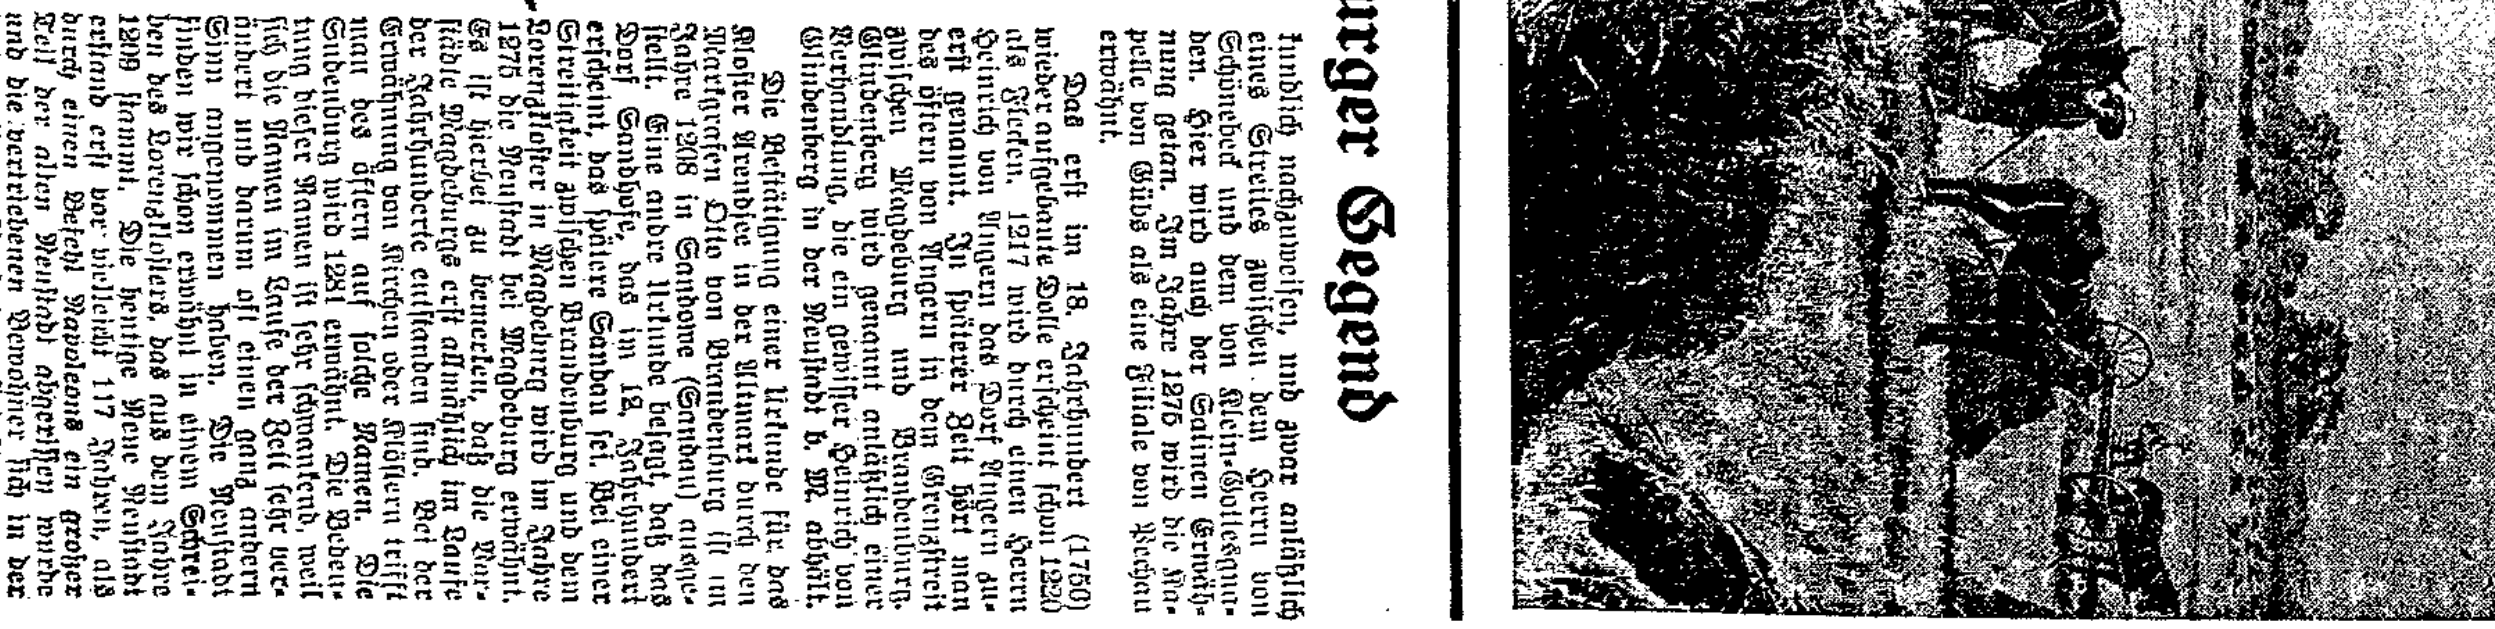 urger Gegend
kundlich nachgewiesen, und zwar anläßlich
eines Streites zwischen dem Herrn von
Schönebeck und dem von Klein-Gottesgna-
den. Hier wird auch der Salinen Erwäh-
nung getan. Im Jahre 1275 wird die Ka-
pelle von Gübs als eine Filiale von Pechau
erwähnt.
Das erst im 18. Jahrhundert (1750)
wieder aufgebaute Dolle erscheint schon 1220
als Flecken. 1217 wird durch einen Herrn
Heinrich von Angern das Dorf Angern zu-
erst genannt. In späterer Zeit hört man
des öftern von Angern in dem Grenzstreit
zwischen Magdeburg und Brandenburg.
Glindenberg wird genannt anläßlich einer
Verhandlung, die ein gewisser Heinrich von
Glindenberg in der Neustadt b. M. abhält.
Die Bestätigung einer Urkunde für das
Kloster Arendsee in der Altmark durch den
Markgrafen Otto von Brandenburg ist im
Jahre 1208 in Sandowe (Sandau) ausge-
stellt. Eine andre Urkunde besagt, daß das
Dorf Sandhofe, das im 12. Jahrhundert
erscheint, das spätere Sandau sei. Bei einer
Streitigkeit zwischen Brandenburg und dem
Lorenzkloster in Magdeburg wird im Jahre
1275 die Neustadt bei Magdeburg erwähnt.
Es ist hierbei zu bemerken, daß die Vor-
städte Magdeburgs erst allmählich im Laufe
der Jahrhunderte entstanden sind. Bei der
Erwähnung von Kirchen oder Klöstern trifft
man des öftern auf solche Namen. Die
Sudenburg wird 1281 erwähnt. Die Bedeu-
tung dieser Namen ist sehr schwankend, weil
sich die Namen im Laufe der Zeit sehr ver-
ändert und darum oft einen ganz andern
Sinn angenommen haben. Die Neustadt
finden wir schon erwähnt in einem Schrei-
ben des Lorenzklosters das aus dem Jahre
1209 stammt. Die heutige Neue Neustadt
erstand erst vor vielleicht 117 Jahren, als
durch einen Befehl Napoleons ein großer
Teil der alten Neustadt abgerissen wurde
und die vertriebenen Bewohner sich in der